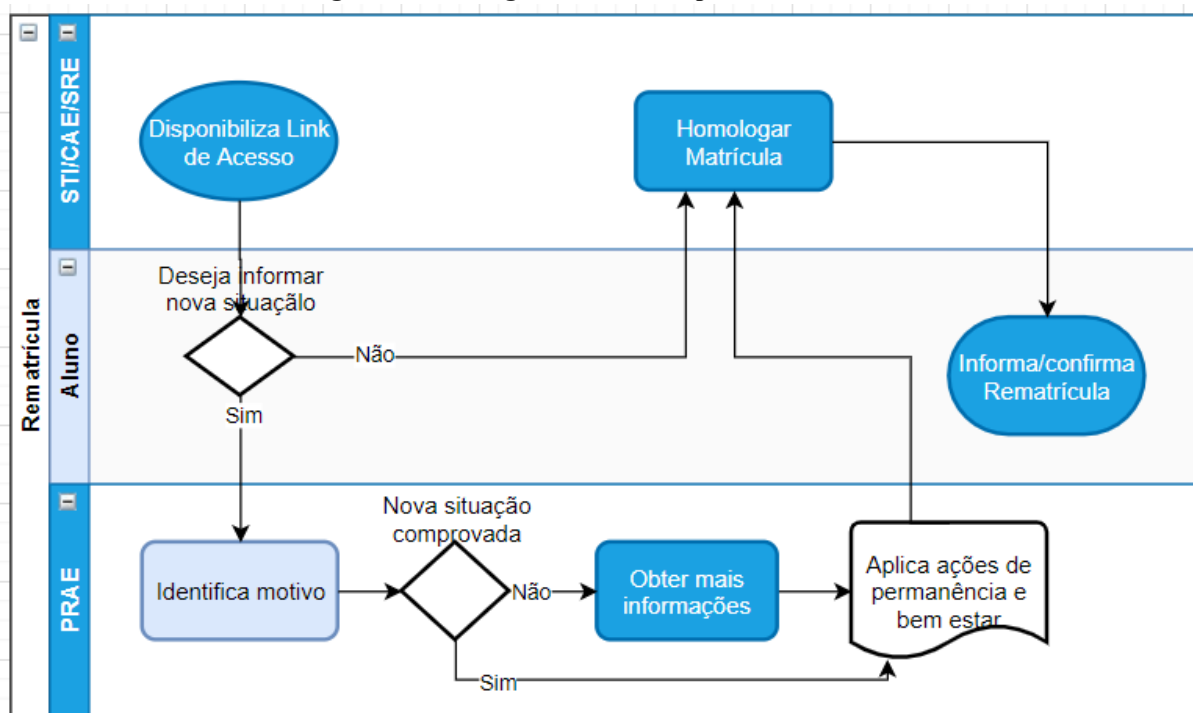 Rematrícula
STI/CAE/SRE
Disponibiliza Link
de Acesso
Homologar
Matrícula
Aluno
Deseja informar
nova situaçãlo
Não
Sim
Informa/confirma
Rematrícula
PRAE
Identifica motivo
Nova situação
comprovada
Não
Sim
Obter mais
informações
Aplica ações de
permanência e
bem estar